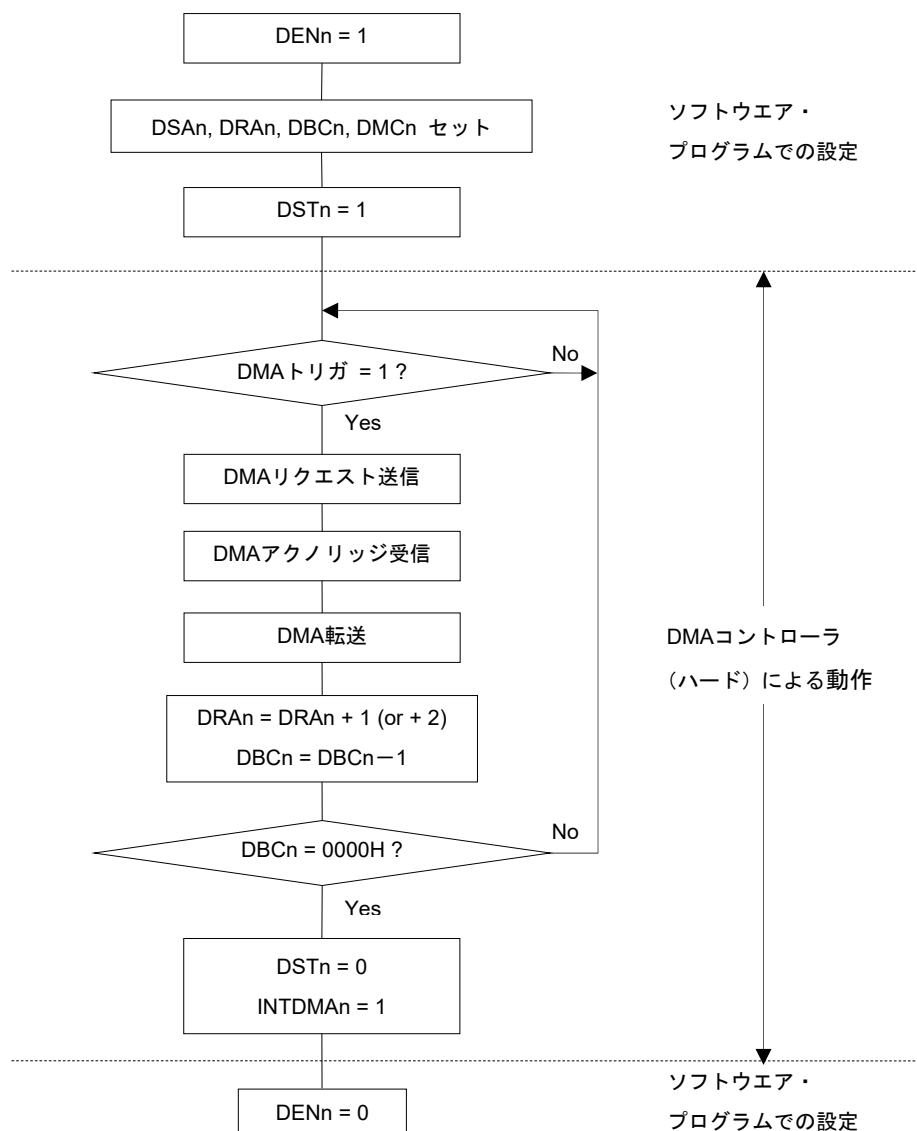 DENn = 1
DSAn, DRAn, DBCn, DMCn セット
ソフトウエア・
プログラムでの設定
DSTn = 1
DMAトリガ = 1 ?
No
Yes
DMAリクエスト送信
DMAアクノリッジ受信
DMA転送
DMAコントローラ
（ハード）による動作
DRAn = DRAn + 1 (or + 2)
DBCn = DBCn－1
DBCn = 0000H ?
No
Yes
DSTn = 0
INTDMAn = 1
DENn = 0
ソフトウエア・
プログラムでの設定